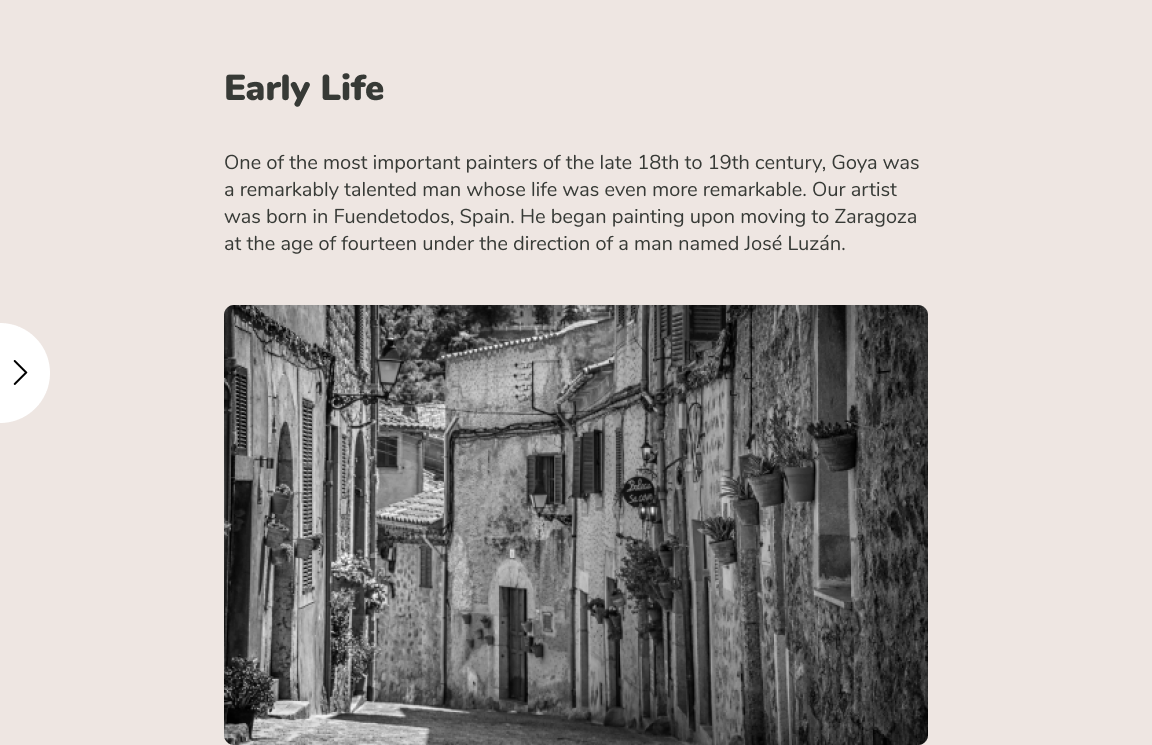 Early Life
One of the most important painters of the late 18th to 19th century, Goya was
a remarkably talented man whose life was even more remarkable. Our artist
was born in Fuendetodos, Spain. He began painting upon moving to Zaragoza
at the age of fourteen under the direction of a man named José Luzán.